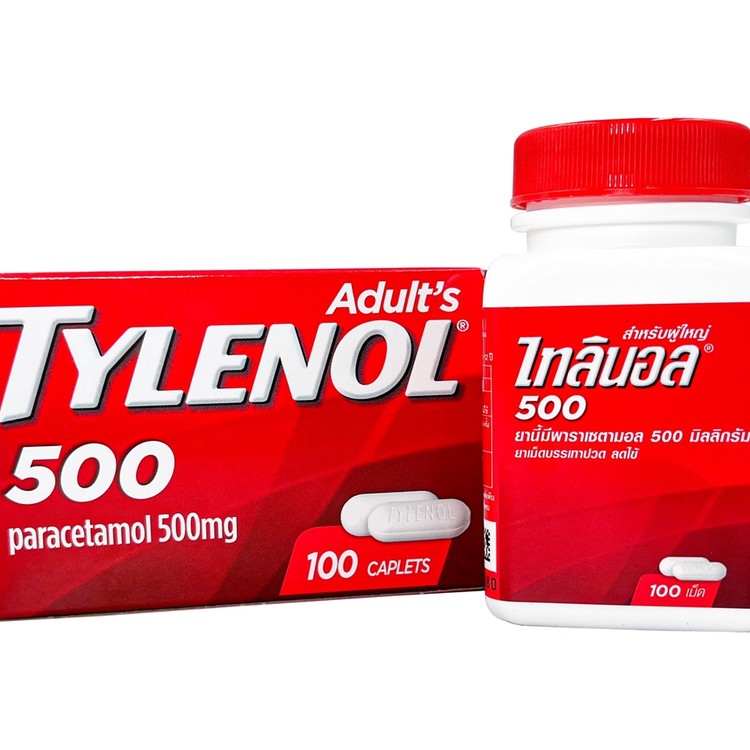 Adult's
TYLENOL®
500
paracetamol 500mg
TYLENOL
100 CAPLETS
สำหรับผู้ใหญ่
ไทลินอล®
500
ยานี้มีพาราเซตามอล 500 มิลลิกรัม
ยาเม็ดบรรเทาปวด ลดไข้
100 เม็ด